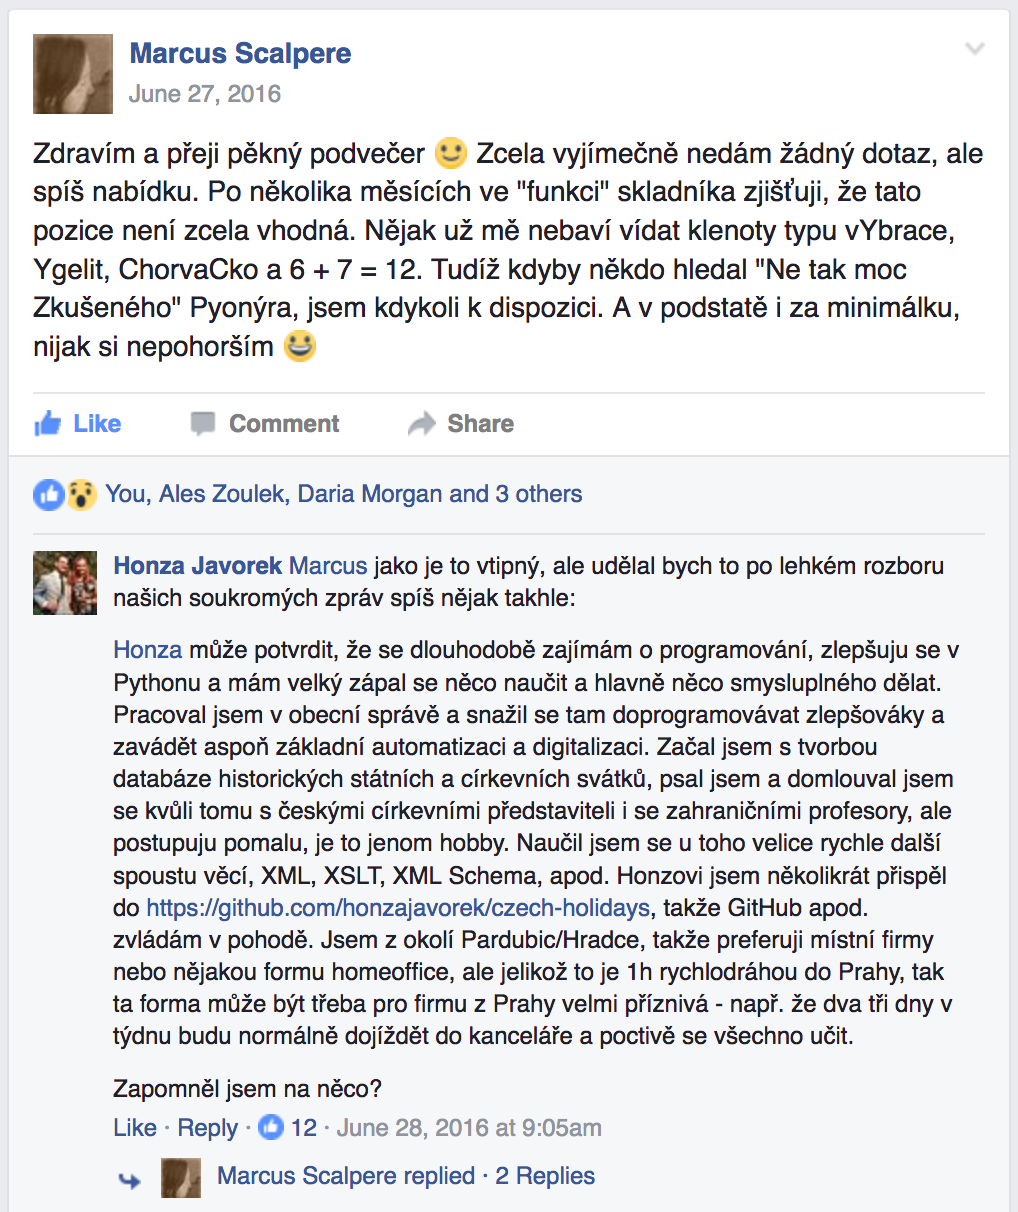 Marcus Scalpere
June 27, 2016
Zdravím a přeji pěkný podvečer 🙂 Zcela vyjímečně nedám žádný dotaz, ale
spíš nabídku. Po několika měsících ve "funkci" skladníka zjišťuji, že tato
pozice není zcela vhodná. Nějak už mě nebaví vídat klenoty typu vYbrace,
Ygelit, ChorvaCko a 6 + 7 = 12. Tudíž kdyby někdo hledal "Ne tak moc
Zkušeného" Pyonýra, jsem kdykoli k dispozici. A v podstatě i za minimálku,
nijak si nepohorším 😀
Like Comment Share
You, Ales Zoulek, Daria Morgan and 3 others
Honza Javorek Marcus jako je to vtipný, ale udělal bych to po lehkém rozboru
našich soukromých zpráv spíš nějak takhle:
Honza může potvrdit, že se dlouhodobě zajímám o programování, zlepšuju se v
Pythonu a mám velký zápal se něco naučit a hlavně něco smysluplného dělat.
Pracoval jsem v obecní správě a snažil se tam doprogramovávat zlepšováky a
zavádět aspoň základní automatizaci a digitalizaci. Začal jsem s tvorbou
databáze historických státních a církevních svátků, psal jsem a domlouval jsem
se kvůli tomu s českými církevními představiteli i se zahraničními profesory, ale
postupuju pomalu, je to jenom hobby. Naučil jsem se u toho velice rychle další
spoustu věcí, XML, XSLT, XML Schema, apod. Honzovi jsem několikrát přispěl
do https://github.com/honzajavorek/czech-holidays, takže GitHub apod.
zvládám v pohodě. Jsem z okolí Pardubic/Hradce, takže preferuji místní firmy
nebo nějakou formu homeoffice, ale jelikož to je 1h rychlodráhou do Prahy, tak
ta forma může být třeba pro firmu z Prahy velmi příznivá - např. že dva tři dny v
týdnu budu normálně dojíždět do kanceláře a poctivě se všechno učit.
Zapomněl jsem na něco?
Like · Reply · 12 · June 28, 2016 at 9:05am
Marcus Scalpere replied · 2 Replies